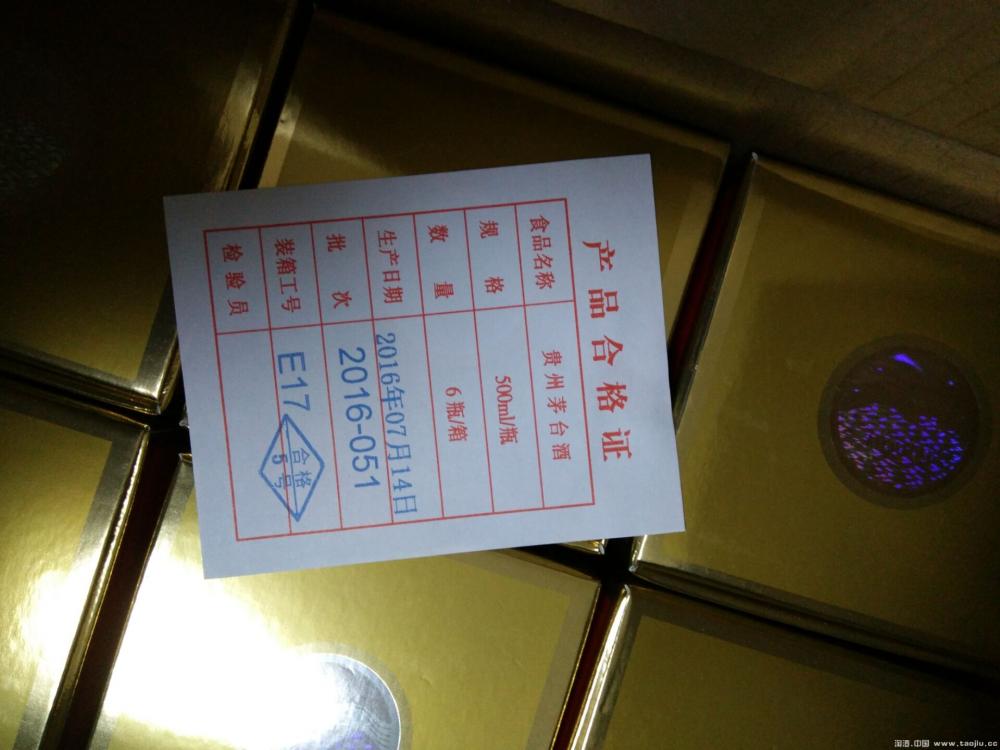 产品合格证
食品名称 贵州茅台酒
规格 500ml/瓶
数量 6瓶/箱
生产日期 2016年07月14日
批次 2016-051
装箱工号 E17
检验员 合格
5号
淘酒.中国 www.taojiu.cc